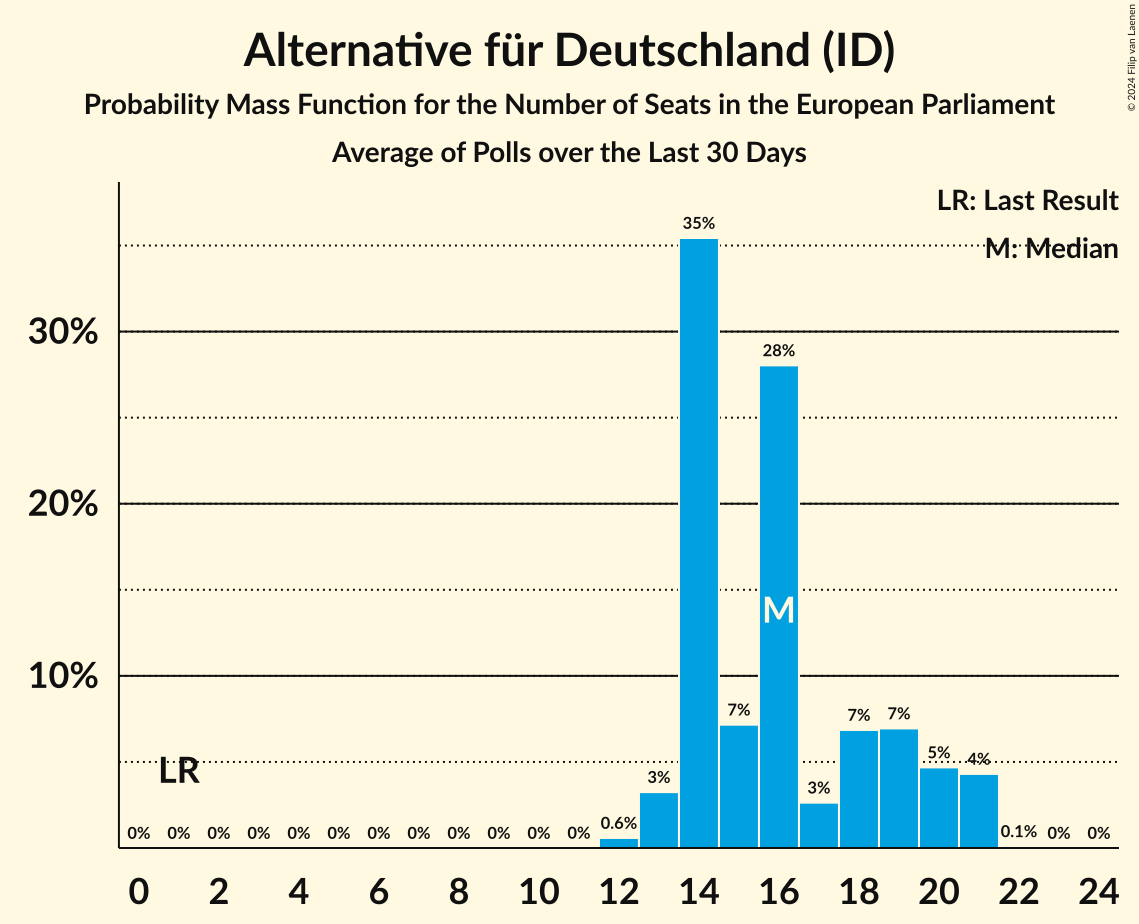 Alternative für Deutschland (ID)
Probability Mass Function for the Number of Seats in the European Parliament
Average of Polls over the Last 30 Days
© 2024 Filip van Laenen
LR: Last Result
M: Median
30%
20%
10%
35%
28%
M
7%
7%
7%
5%
4%
LR
3%
3%
0% 0% 0% 0% 0% 0% 0% 0% 0% 0% 0% 0% 0.6% 0.1% 0% 0%
0 2 4 6 8 10 12 14 16 18 20 22 24